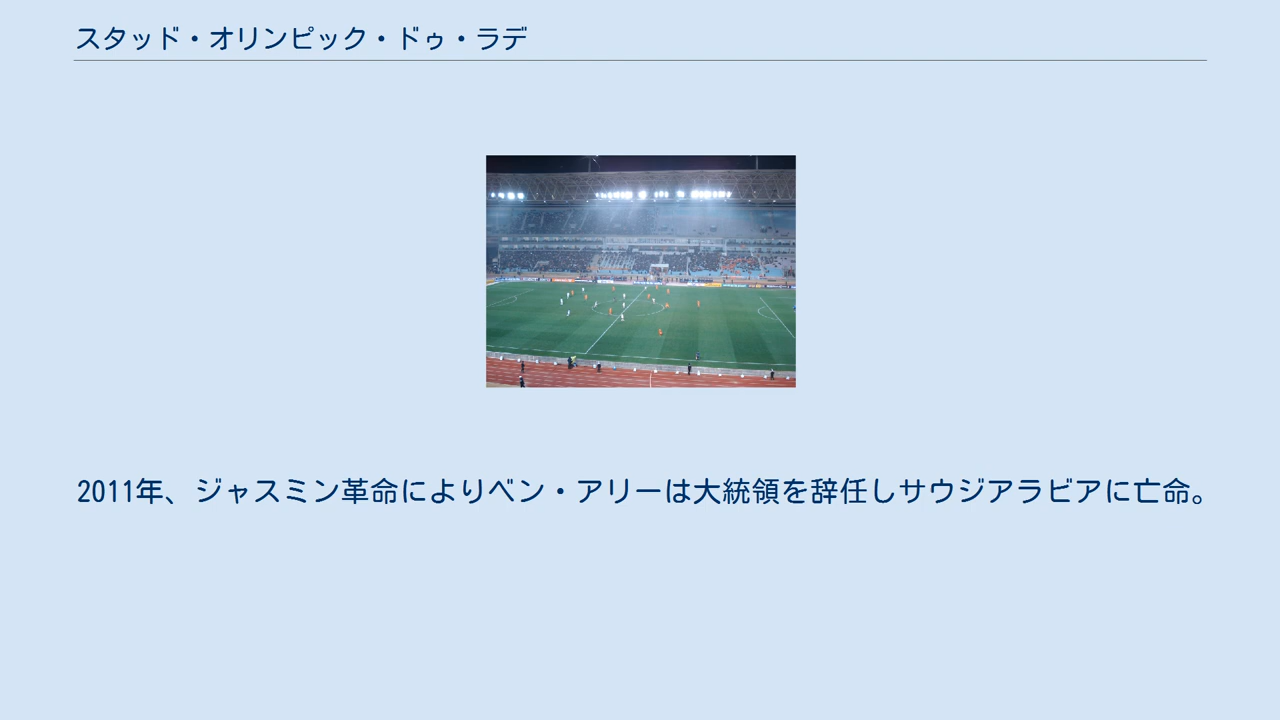 スタッド・オリンピック・ドゥ・ラデ
2011年、ジャスミン革命によりベン・アリーは大統領を辞任しサウジアラビアに亡命。